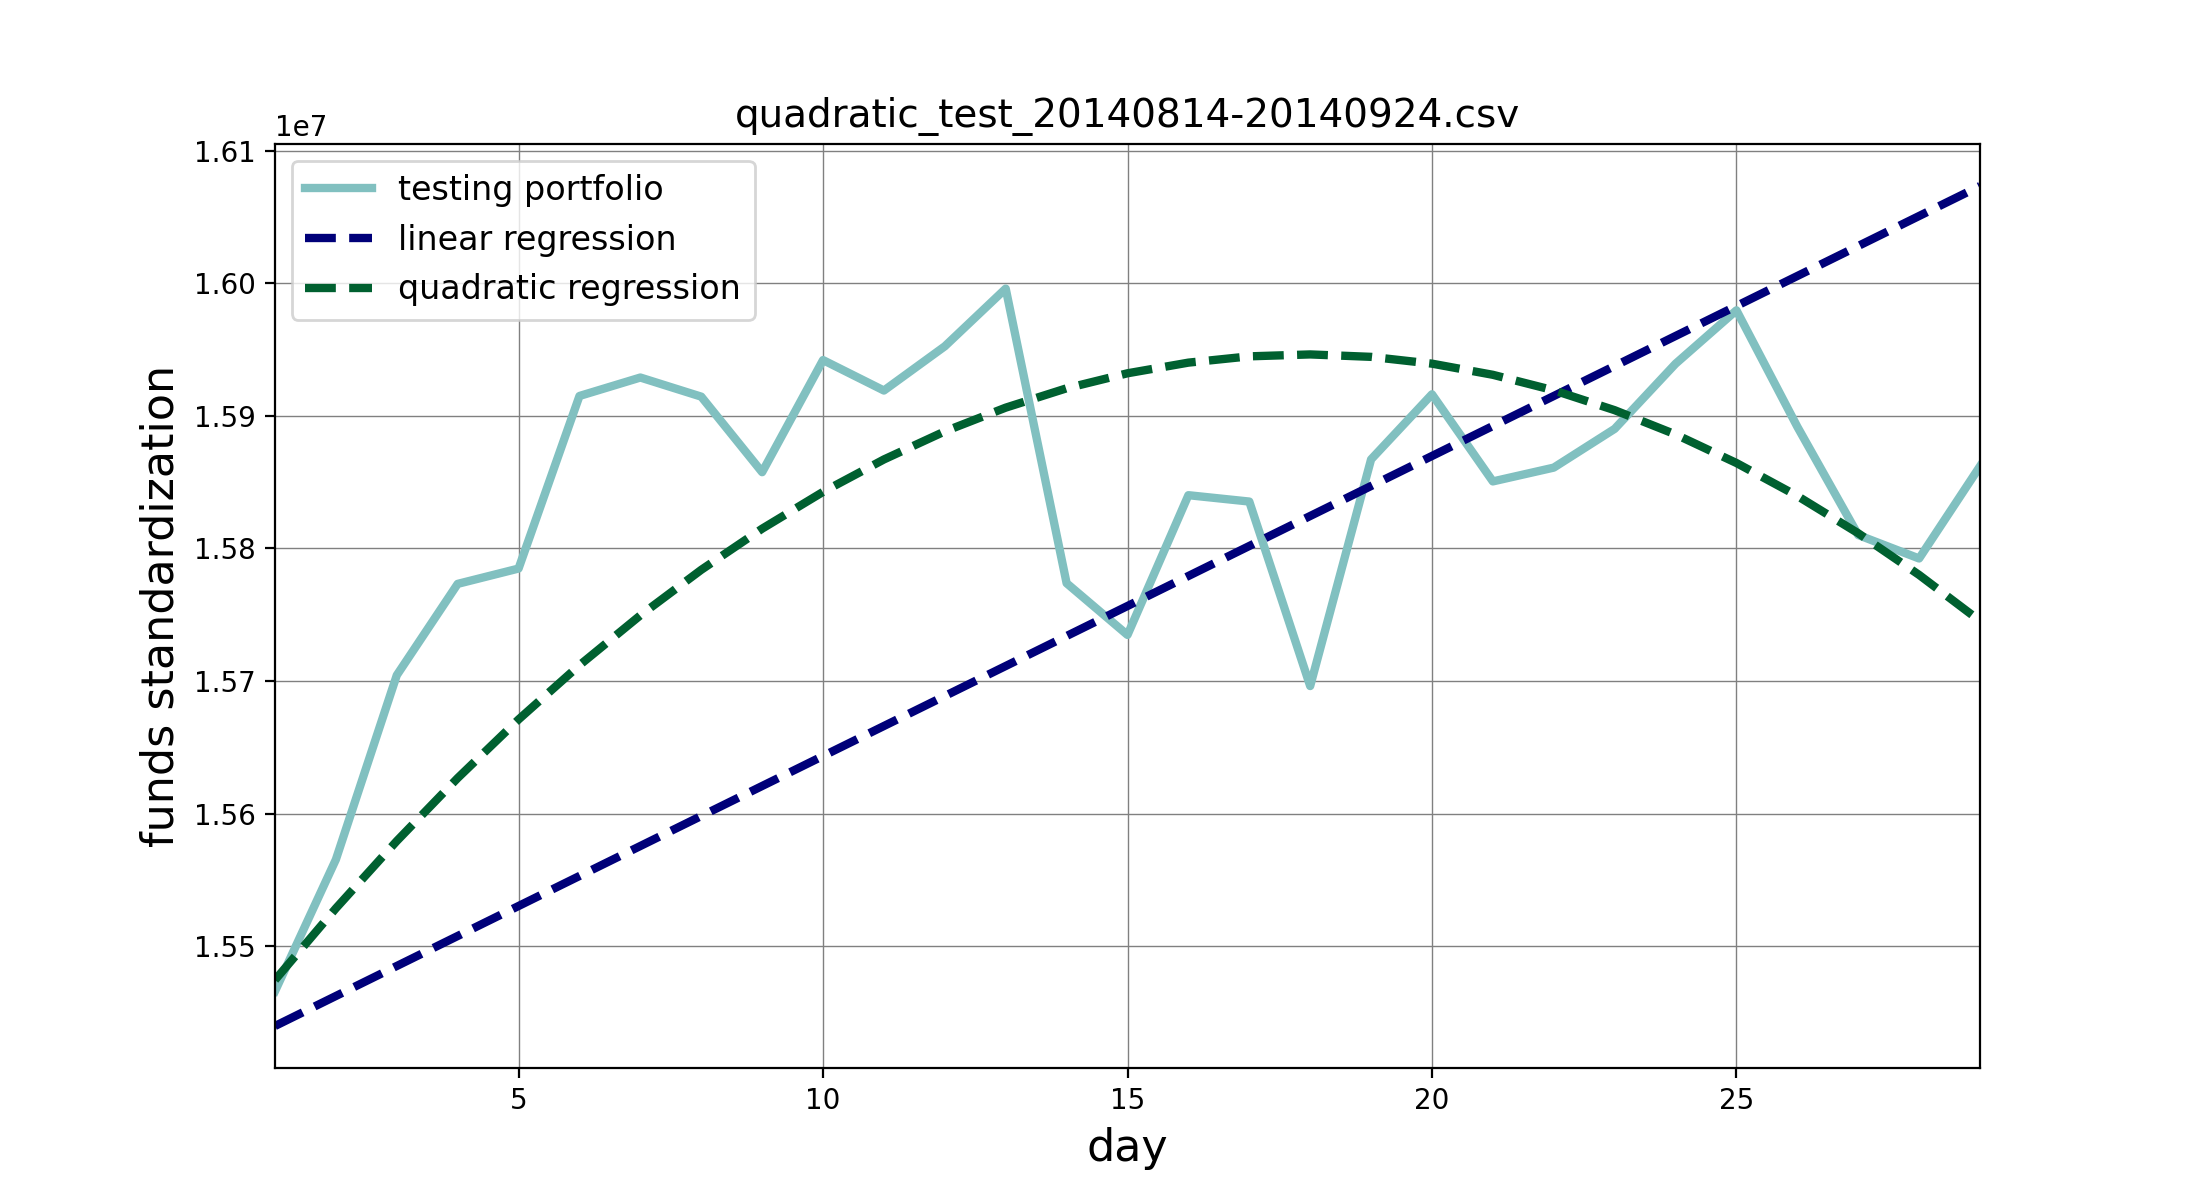 quadratic_test_20140814-20140924.csv
1e7
testing portfolio
linear regression
quadratic regression
funds standardization
1.61
1.60
1.59
1.58
1.57
1.56
1.55
5 10 15 20 25
day